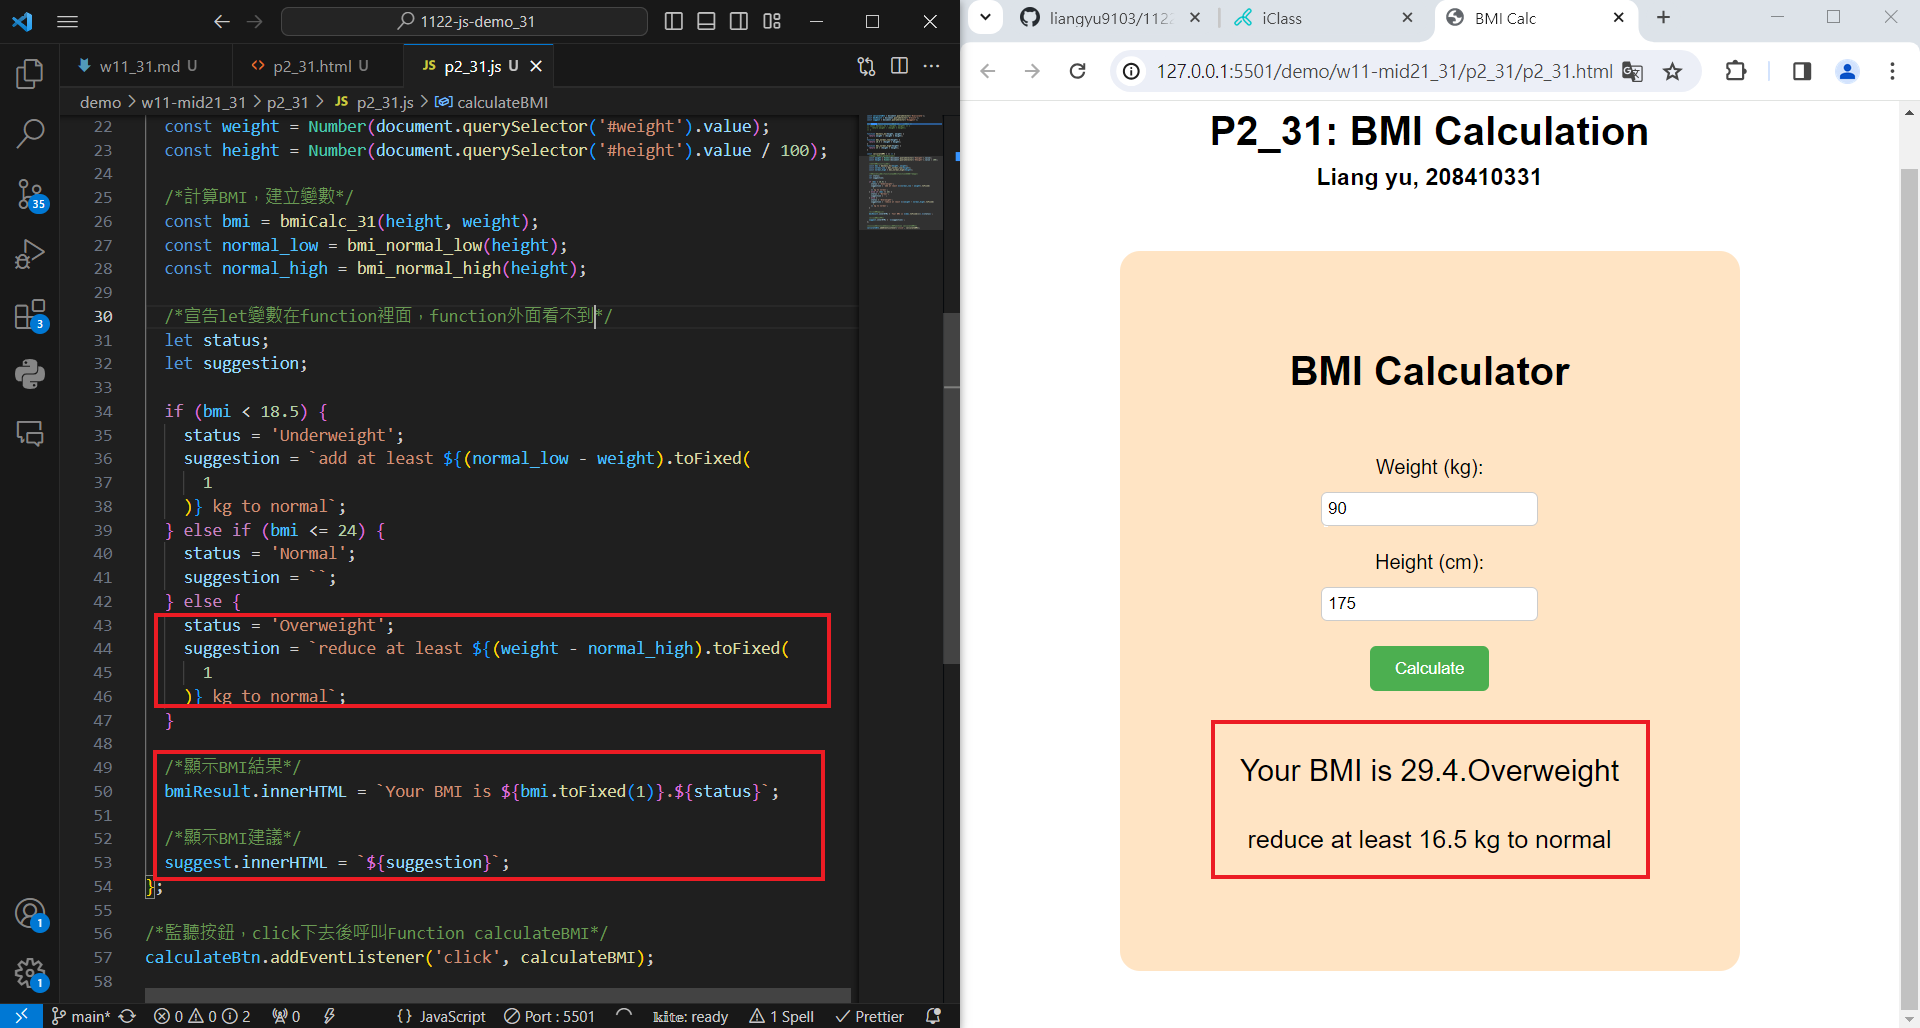 1122-js-demo_31
w11_31.md U
p2_31.html U
JS p2_31.js U
demo > w11-mid21_31 > p2_31 > JS p2_31.js > calculateBMI
22 const weight = Number(document.querySelector('#weight').value);
23 const height = Number(document.querySelector('#height').value / 100);
24
25 /*計算BMI，建立變數*/
26 const bmi = bmiCalc_31(height, weight);
27 const normal_low = bmi_normal_low(height);
28 const normal_high = bmi_normal_high(height);
29
30 /*宣告let變數在function裡面，function外面看不到*/
31 let status;
32 let suggestion;
33
34 if (bmi < 18.5) {
35 status = 'Underweight';
36 suggestion = `add at least ${(normal_low - weight).toFixed(
37 1
38 )} kg to normal`;
39 } else if (bmi <= 24) {
40 status = 'Normal';
41 suggestion = ``;
42 } else {
43 status = 'Overweight';
44 suggestion = `reduce at least ${(weight - normal_high).toFixed(
45 1
46 )} kg to normal`;
47 }
48
49 /*顯示BMI結果*/
50 bmiResult.innerHTML = `Your BMI is ${bmi.toFixed(1)}.${status}`;
51
52 /*顯示BMI建議*/
53 suggest.innerHTML = `${suggestion}`;
54 };
55
56 /*監聽按鈕，click下去後呼叫Function calculateBMI*/
57 calculateBtn.addEventListener('click', calculateBMI);
58
35
3
1
1
main* 0 0 2 0 {} JavaScript Port : 5501 kite: ready 1 Spell Prettier
liangyu9103/112
iClass
BMI Calc
127.0.0.1:5501/demo/w11-mid21_31/p2_31/p2_31.html
P2_31: BMI Calculation
Liang yu, 208410331
BMI Calculator
Weight (kg):
90
Height (cm):
175
Calculate
Your BMI is 29.4.Overweight
reduce at least 16.5 kg to normal